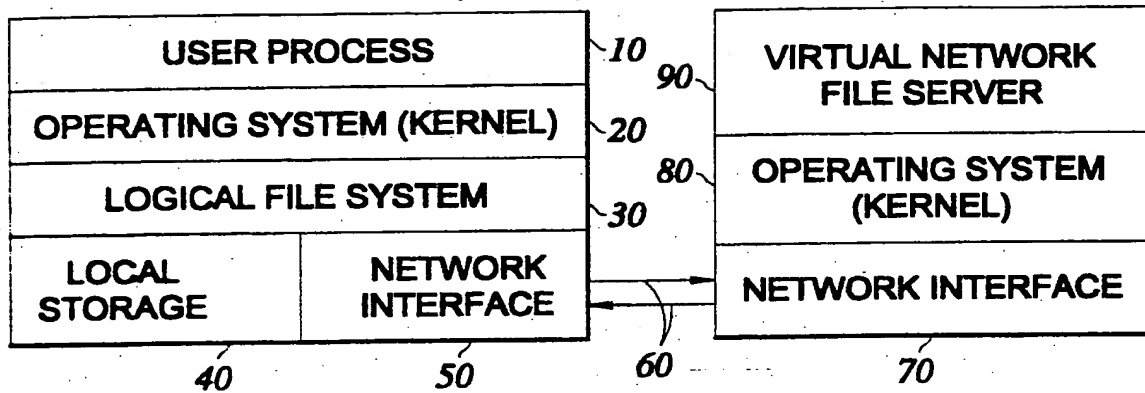 USER PROCESS
10
OPERATING SYSTEM (KERNEL)
20
LOGICAL FILE SYSTEM
30
LOCAL
STORAGE
40
NETWORK
INTERFACE
50
60
VIRTUAL NETWORK
FILE SERVER
90
OPERATING SYSTEM
(KERNEL)
80
NETWORK INTERFACE
70